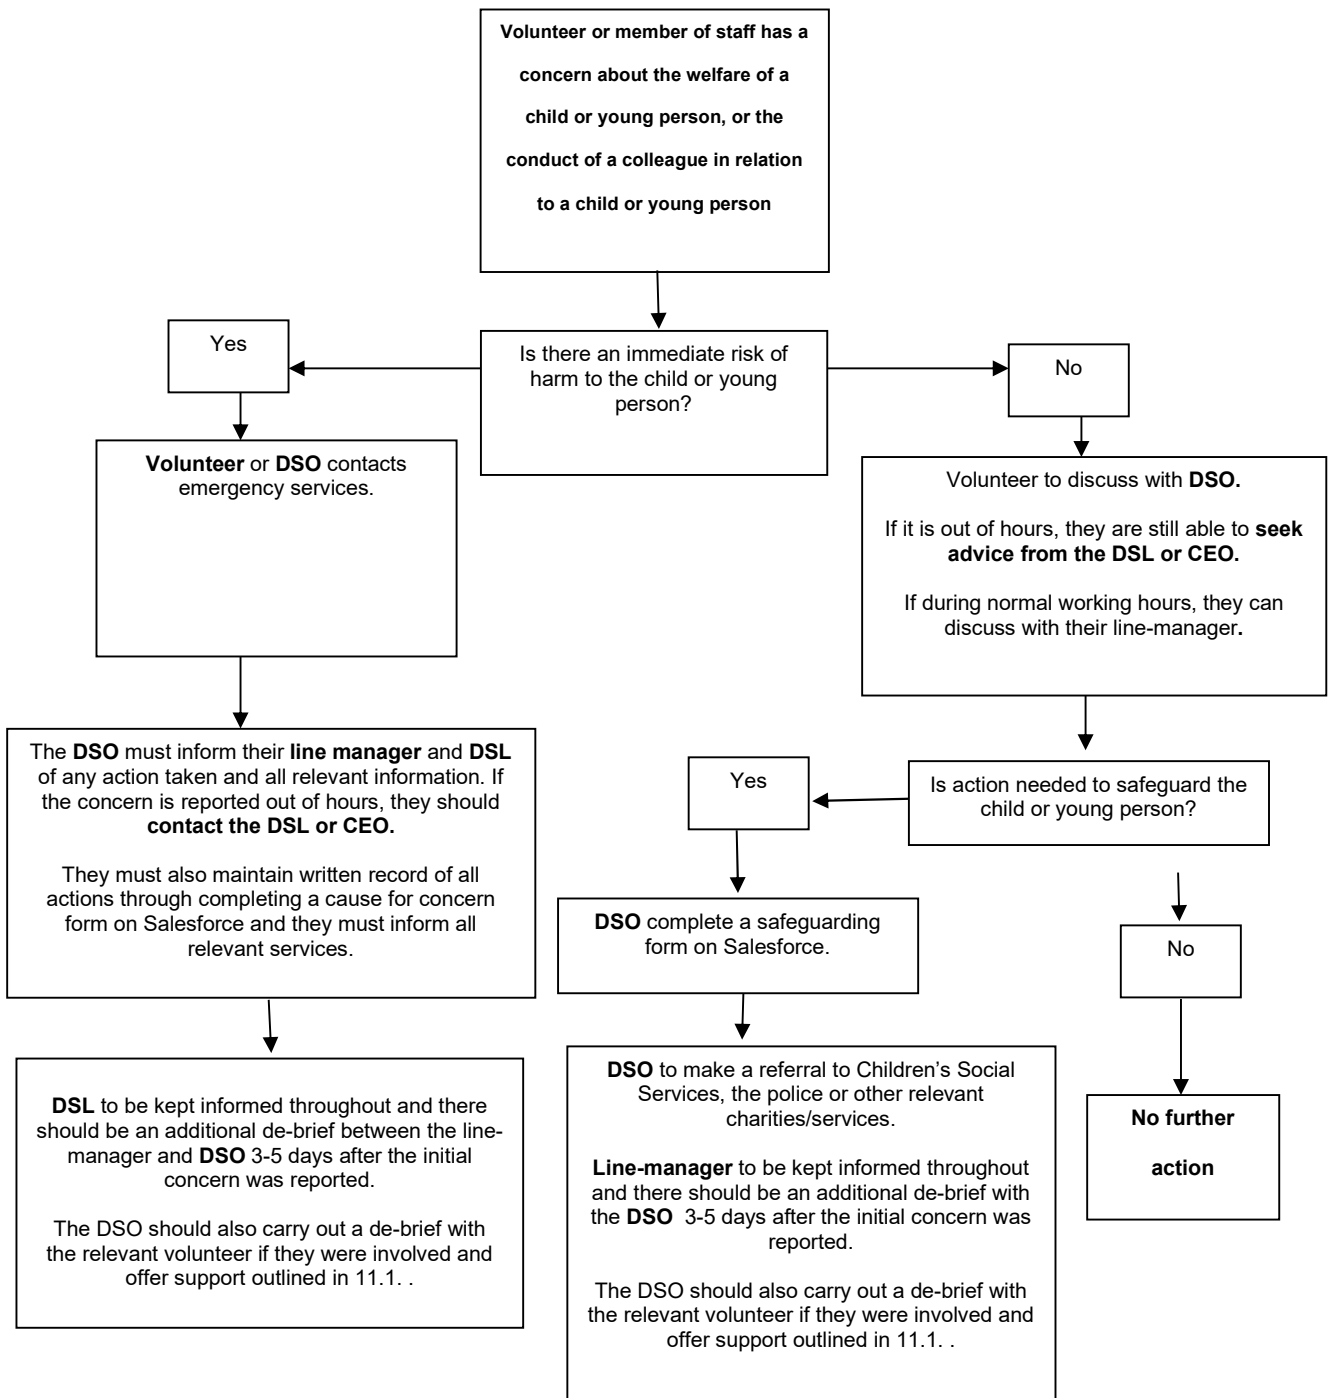 Volunteer or member of staff has a
concern about the welfare of a
child or young person, or the
conduct of a colleague in relation
to a child or young person
Is there an immediate risk of
harm to the child or young
person?
Yes
No
Volunteer or DSO contacts
emergency services.
Volunteer to discuss with DSO.
If it is out of hours, they are still able to seek
advice from the DSL or CEO.
If during normal working hours, they can
discuss with their line-manager.
The DSO must inform their line manager and DSL
of any action taken and all relevant information. If
the concern is reported out of hours, they should
contact the DSL or CEO.
They must also maintain written record of all
actions through completing a cause for concern
form on Salesforce and they must inform all
relevant services.
Is action needed to safeguard the
child or young person?
Yes
No
DSO complete a safeguarding
form on Salesforce.
DSL to be kept informed throughout and there
should be an additional de-brief between the line-
manager and DSO 3-5 days after the initial
concern was reported.
The DSO should also carry out a de-brief with
the relevant volunteer if they were involved and
offer support outlined in 11.1. .
DSO to make a referral to Children’s Social
Services, the police or other relevant
charities/services.
Line-manager to be kept informed throughout
and there should be an additional de-brief with
the DSO 3-5 days after the initial concern was
reported.
The DSO should also carry out a de-brief with
the relevant volunteer if they were involved and
offer support outlined in 11.1. .
No further
action